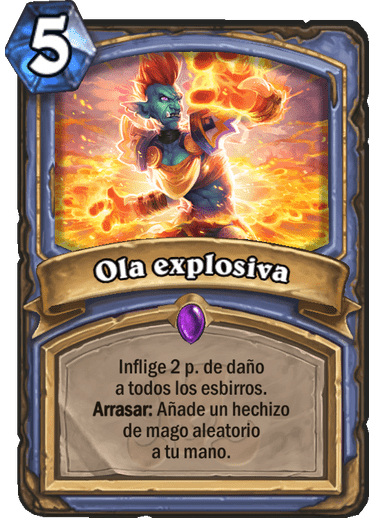 5
Ola explosiva
Inflige 2 p. de daño
a todos los esbirros.
Arrasar: Añade un hechizo
de mago aleatorio
a tu mano.